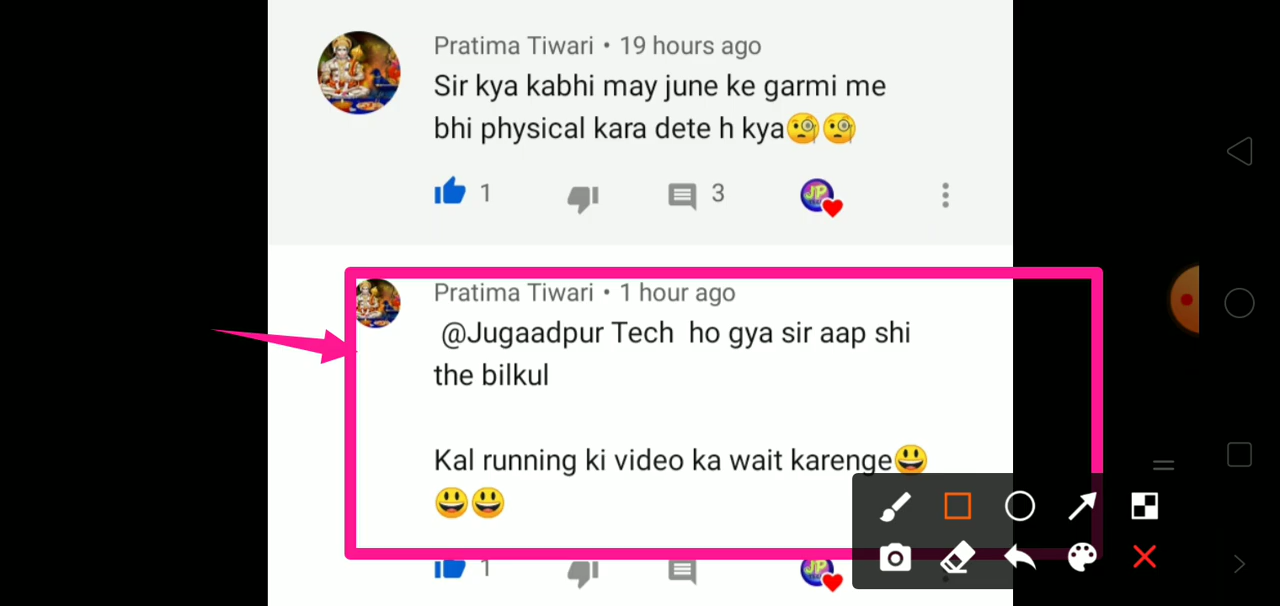 Pratima Tiwari • 19 hours ago
Sir kya kabhi may june ke garmi me
bhi physical kara dete h kya🧐🧐
1 3 JP
Pratima Tiwari • 1 hour ago
@Jugaadpur Tech ho gya sir aap shi
the bilkul
Kal running ki video ka wait karenge😃
😃😃
1 JP